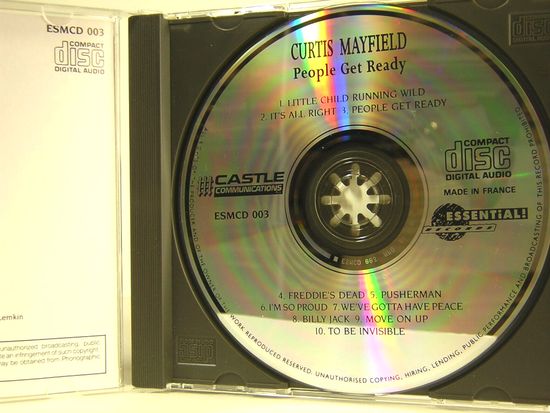 ESMCD 003
COMPACT
disc
DIGITAL AUDIO
Lemkin
unauthorized broadcasting, public
an infringement of such copyright
may be obtained from Phonographic
CURTIS MAYFIELD
People Get Ready
1. LITTLE CHILD RUNNING WILD
2. IT'S ALL RIGHT 3. PEOPLE GET READY
CASTLE
COMMUNICATIONS
ESMCD 003
COMPACT
disc
DIGITAL AUDIO
MADE IN FRANCE
ESSENTIAL!
RECORDS
ESMCD 003
4. FREDDIE'S DEAD 5. PUSHERMAN
6. I'M SO PROUD 7. WE'VE GOTTA HAVE PEACE
8. BILLY JACK 9. MOVE ON UP
10. TO BE INVISIBLE
WORK REPRODUCED RESERVED. UNAUTHORISED COPYING, HIRING, LENDING, PUBLIC PERFORMANCE AND BROADCASTING OF THIS RECORD PROHIBITED